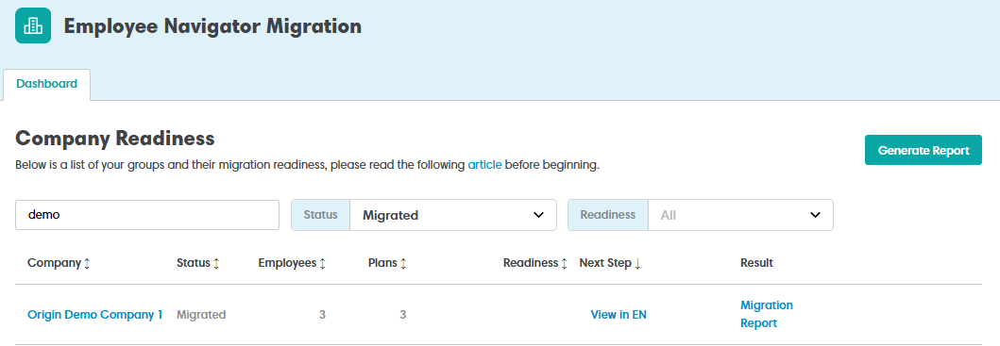 Employee Navigator Migration
Dashboard
Company Readiness
Below is a list of your groups and their migration readiness, please read the following article before beginning.
Generate Report
demo
Status Migrated
Readiness All
Company Status Employees Plans Readiness Next Step Result
Origin Demo Company 1 Migrated 3 3 View in EN Migration
Report